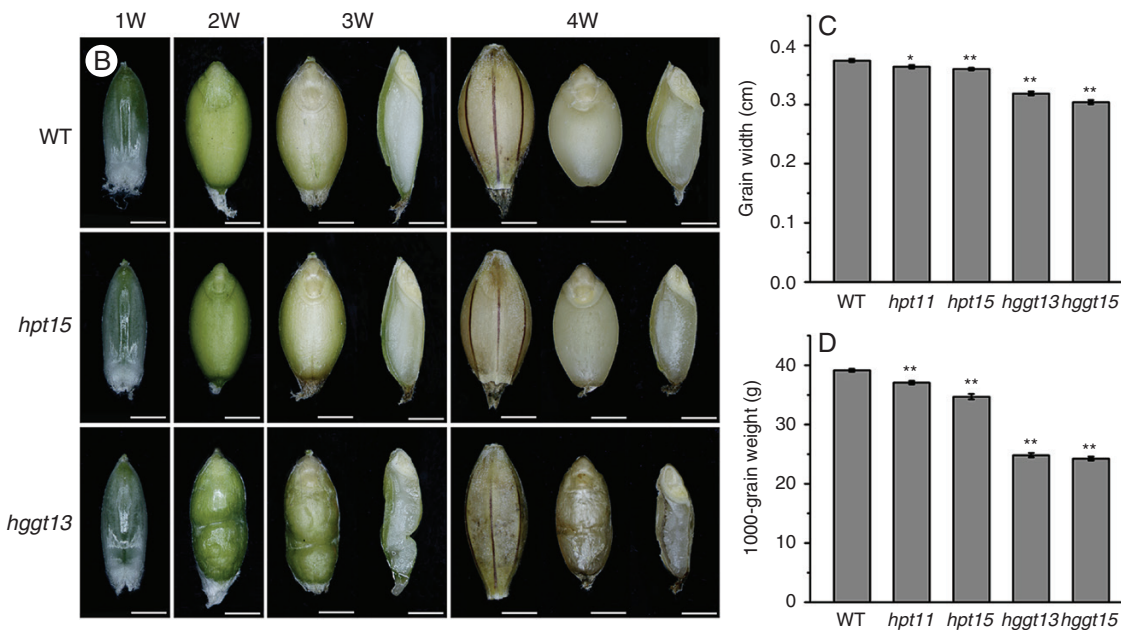 1W 2W 3W 4W
B
WT
hpt15
hggt13
C
Grain width (cm)
0.4
0.3
0.2
0.1
0.0
* ** ** **
WT hpt11 hpt15 hggt13 hggt15
D
1000-grain weight (g)
40
30
20
10
0
** ** ** **
WT hpt11 hpt15 hggt13 hggt15